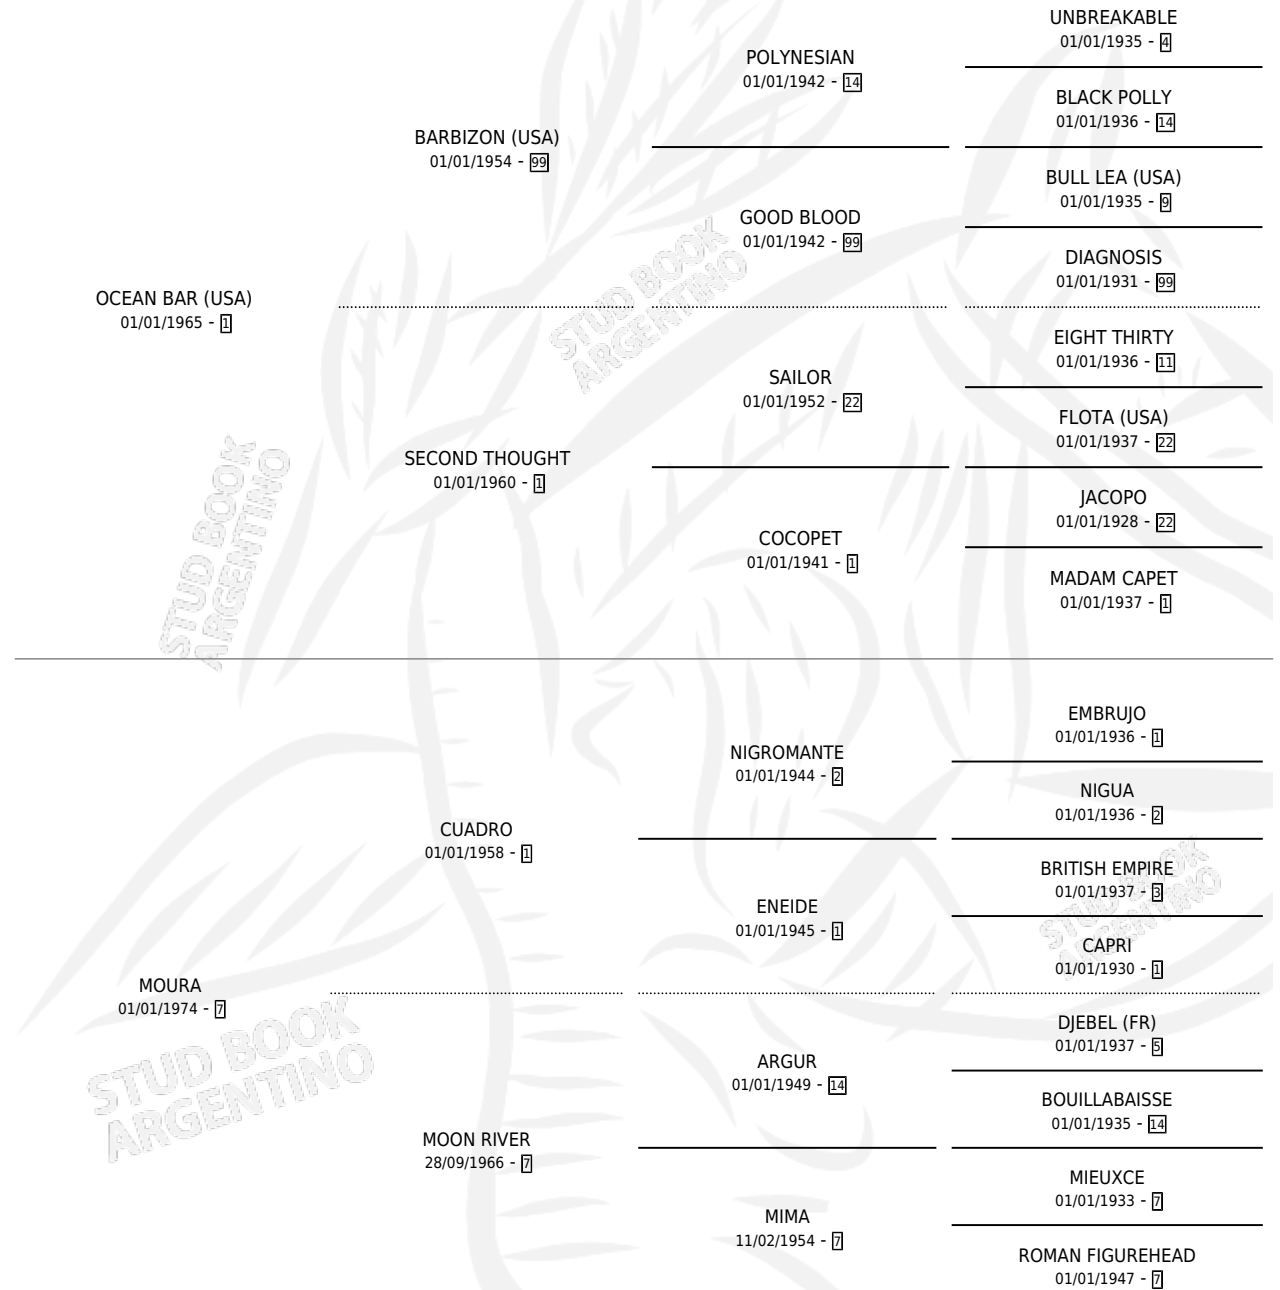 UNBREAKABLE
01/01/1935 - 4
POLYNESIAN
01/01/1942 - 14
BLACK POLLY
01/01/1936 - 14
BARBIZON (USA)
01/01/1954 - 99
BULL LEA (USA)
01/01/1935 - 9
GOOD BLOOD
01/01/1942 - 99
DIAGNOSIS
01/01/1931 - 99
OCEAN BAR (USA)
01/01/1965 - 1
EIGHT THIRTY
01/01/1936 - 11
SAILOR
01/01/1952 - 22
FLOTA (USA)
01/01/1937 - 22
SECOND THOUGHT
01/01/1960 - 1
JACOPO
01/01/1928 - 22
COCOPET
01/01/1941 - 1
MADAM CAPET
01/01/1937 - 1
EMBRUJO
01/01/1936 - 1
NIGROMANTE
01/01/1944 - 2
NIGUA
01/01/1936 - 2
CUADRO
01/01/1958 - 1
BRITISH EMPIRE
01/01/1937 - 3
ENEIDE
01/01/1945 - 1
CAPRI
01/01/1930 - 1
MOURA
01/01/1974 - 7
DJEBEL (FR)
01/01/1937 - 5
ARGUR
01/01/1949 - 14
BOUILLABAISSE
01/01/1935 - 14
MOON RIVER
28/09/1966 - 7
MIEUXCE
01/01/1933 - 7
MIMA
11/02/1954 - 7
ROMAN FIGUREHEAD
01/01/1947 - 7
STUD BOOK
ARGENTINO
STUD BOOK
ARGENTINO
STUD BOOK
ARGENTINO
STUD BOOK
ARGENTINO